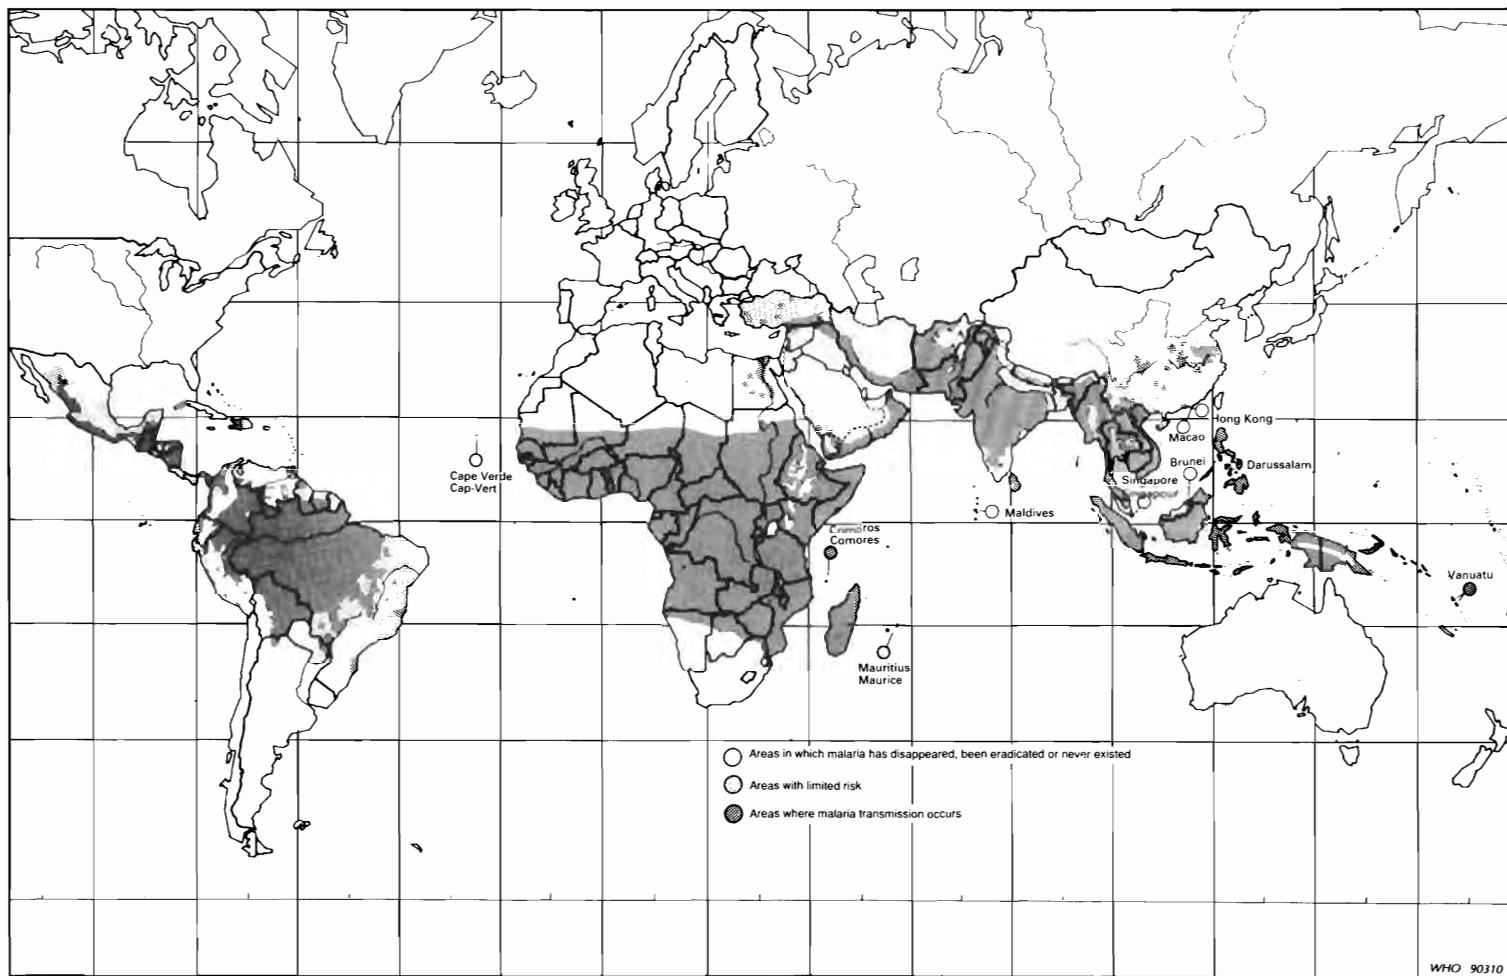 Hong Kong
Macao
Brunei
Darussalam
Singapore
Cape Verde
Cap-Vert
Maldives
Comores
Vanuatu
Mauritius
Maurice
Areas in which malaria has disappeared, been eradicated or never existed
Areas with limited risk
Areas where malaria transmission occurs
WHO 90310